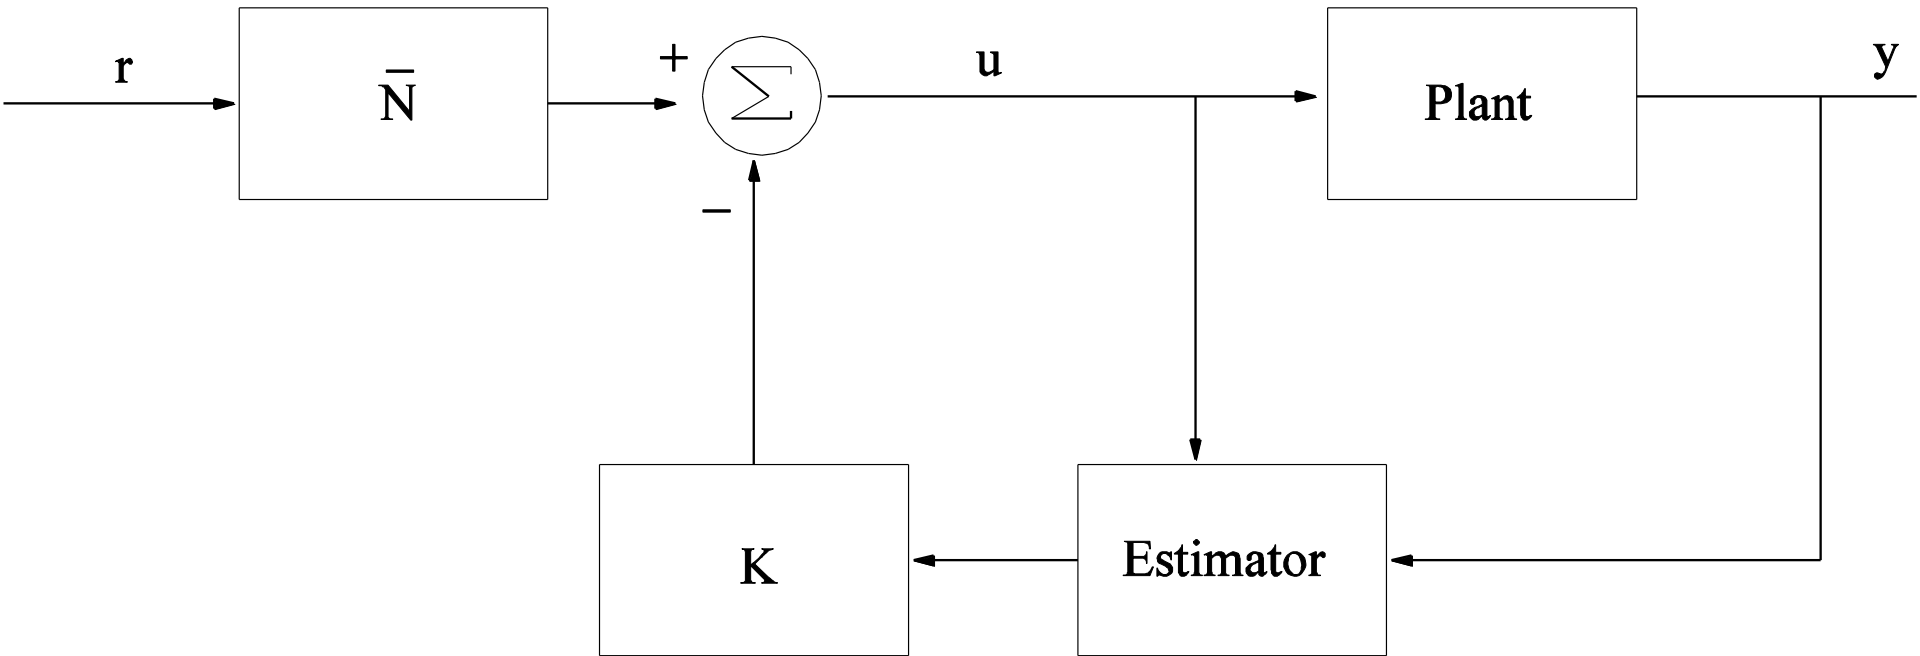 r
N̅
+
Σ
u
Plant
y
−
K
Estimator